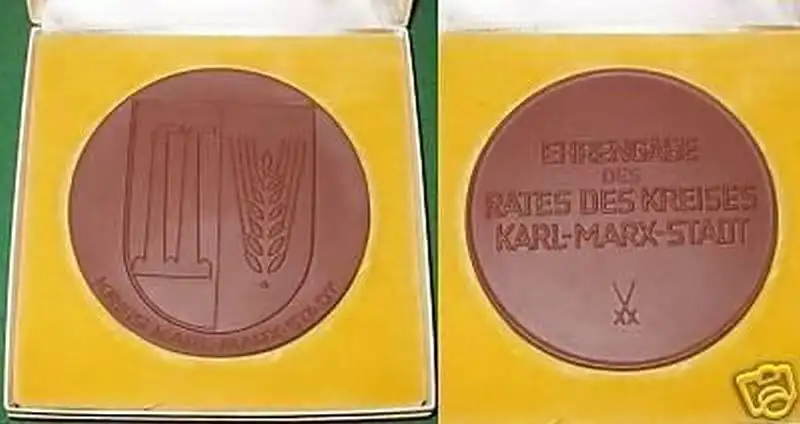 KREIS KARL-MARX-STADT
EHRENGABE
DES
RATES DES KREISES
KARL-MARX-STADT